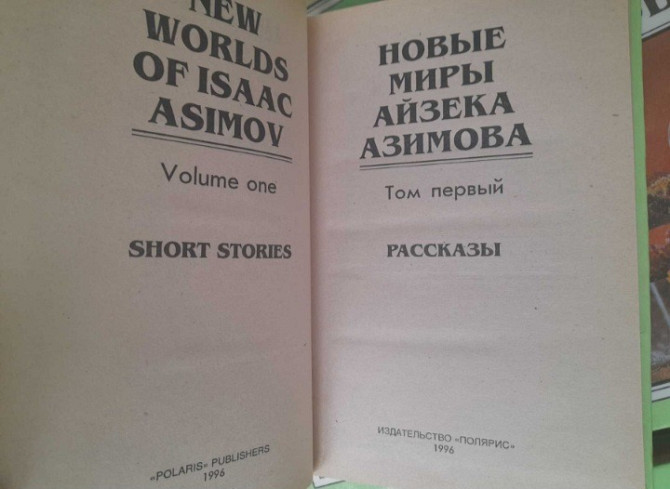 NEW
WORLDS
OF ISAAC
ASIMOV
Volume one
SHORT STORIES
«POLARIS» PUBLISHERS
1996
НОВЫЕ
МИРЫ
АЙЗЕКА
АЗИМОВА
Том первый
РАССКАЗЫ
ИЗДАТЕЛЬСТВО «ПОЛЯРИС»
1996